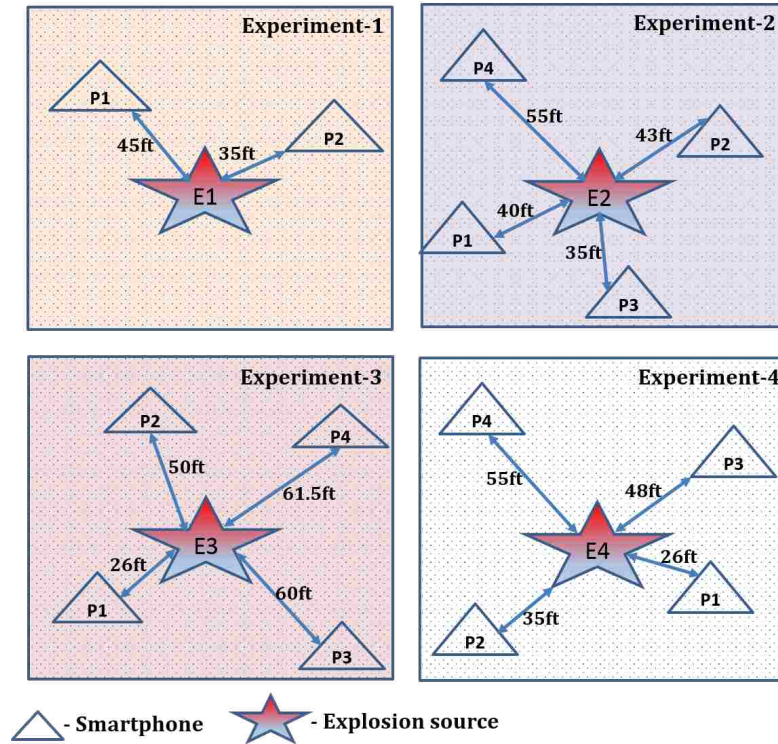 Experiment-1
P1
P2
45ft
35ft
E1
Experiment-2
P4
55ft
43ft
P2
E2
40ft
P1
35ft
P3
Experiment-3
P2
P4
50ft
61.5ft
E3
26ft
P1
60ft
P3
Experiment-4
P4
P3
55ft
48ft
E4
26ft
P1
35ft
P2
- Smartphone
- Explosion source